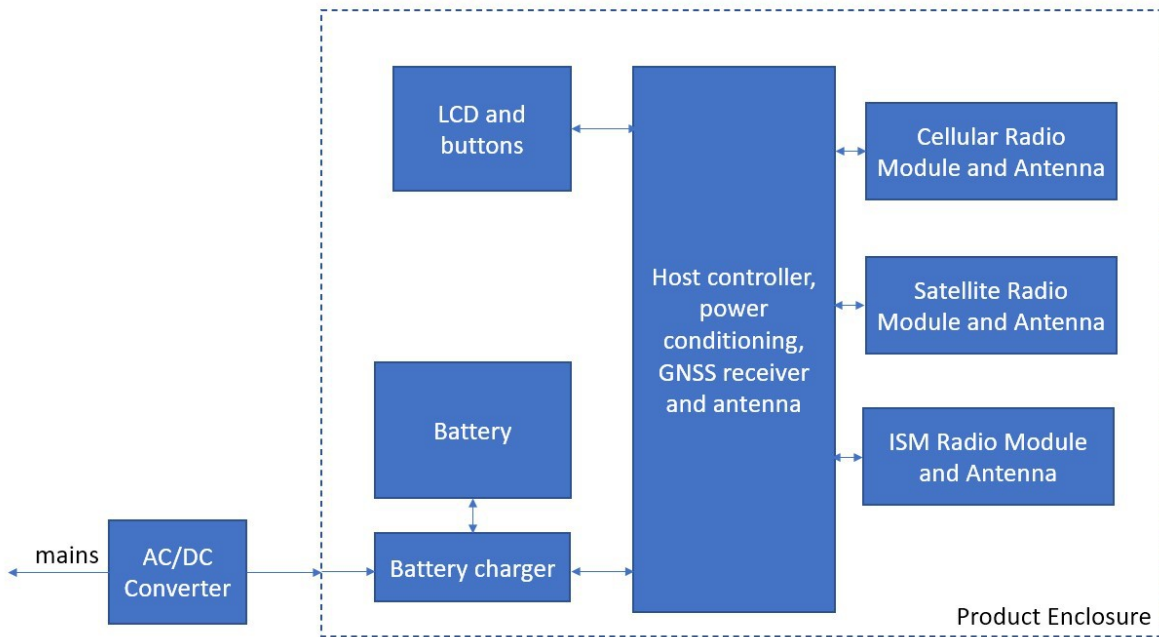 LCD and
buttons
Cellular Radio
Module and Antenna
Host controller,
power
conditioning,
GNSS receiver
and antenna
Satellite Radio
Module and Antenna
Battery
ISM Radio Module
and Antenna
mains
AC/DC
Converter
Battery charger
Product Enclosure